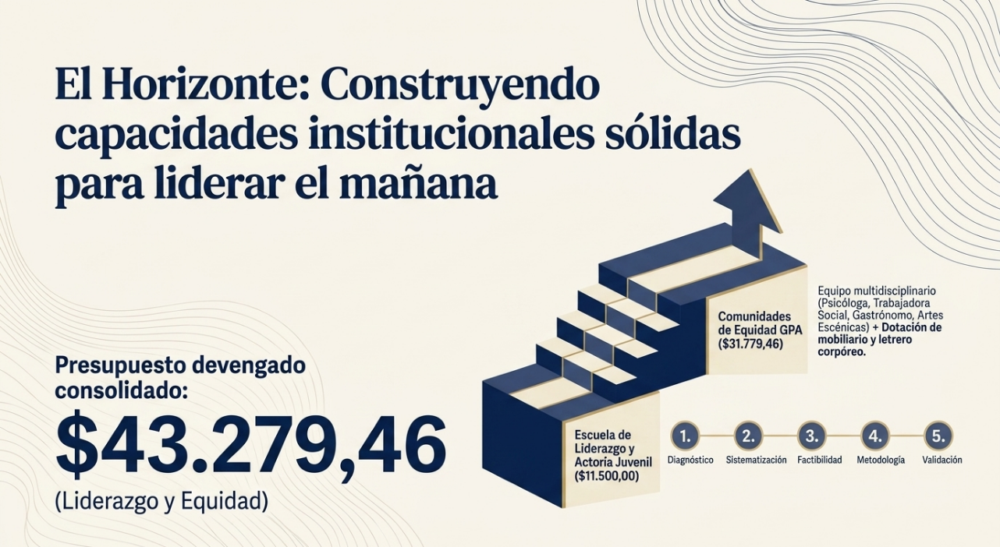 El Horizonte: Construyendo
capacidades institucionales sólidas
para liderar el mañana
Presupuesto devengado
consolidado:
$43.279,46
(Liderazgo y Equidad)
Comunidades
de Equidad GPA
($31.779,46)
Equipo multidisciplinario
(Psicóloga, Trabajadora
Social, Gastrónomo, Artes
Escénicas) + Dotación de
mobiliario y letrero
corpóreo.
Escuela de
Liderazgo y
Actoría Juvenil
($11.500,00)
1.
2.
3.
4.
5.
Diagnóstico
Sistematización
Factibilidad
Metodología
Validación